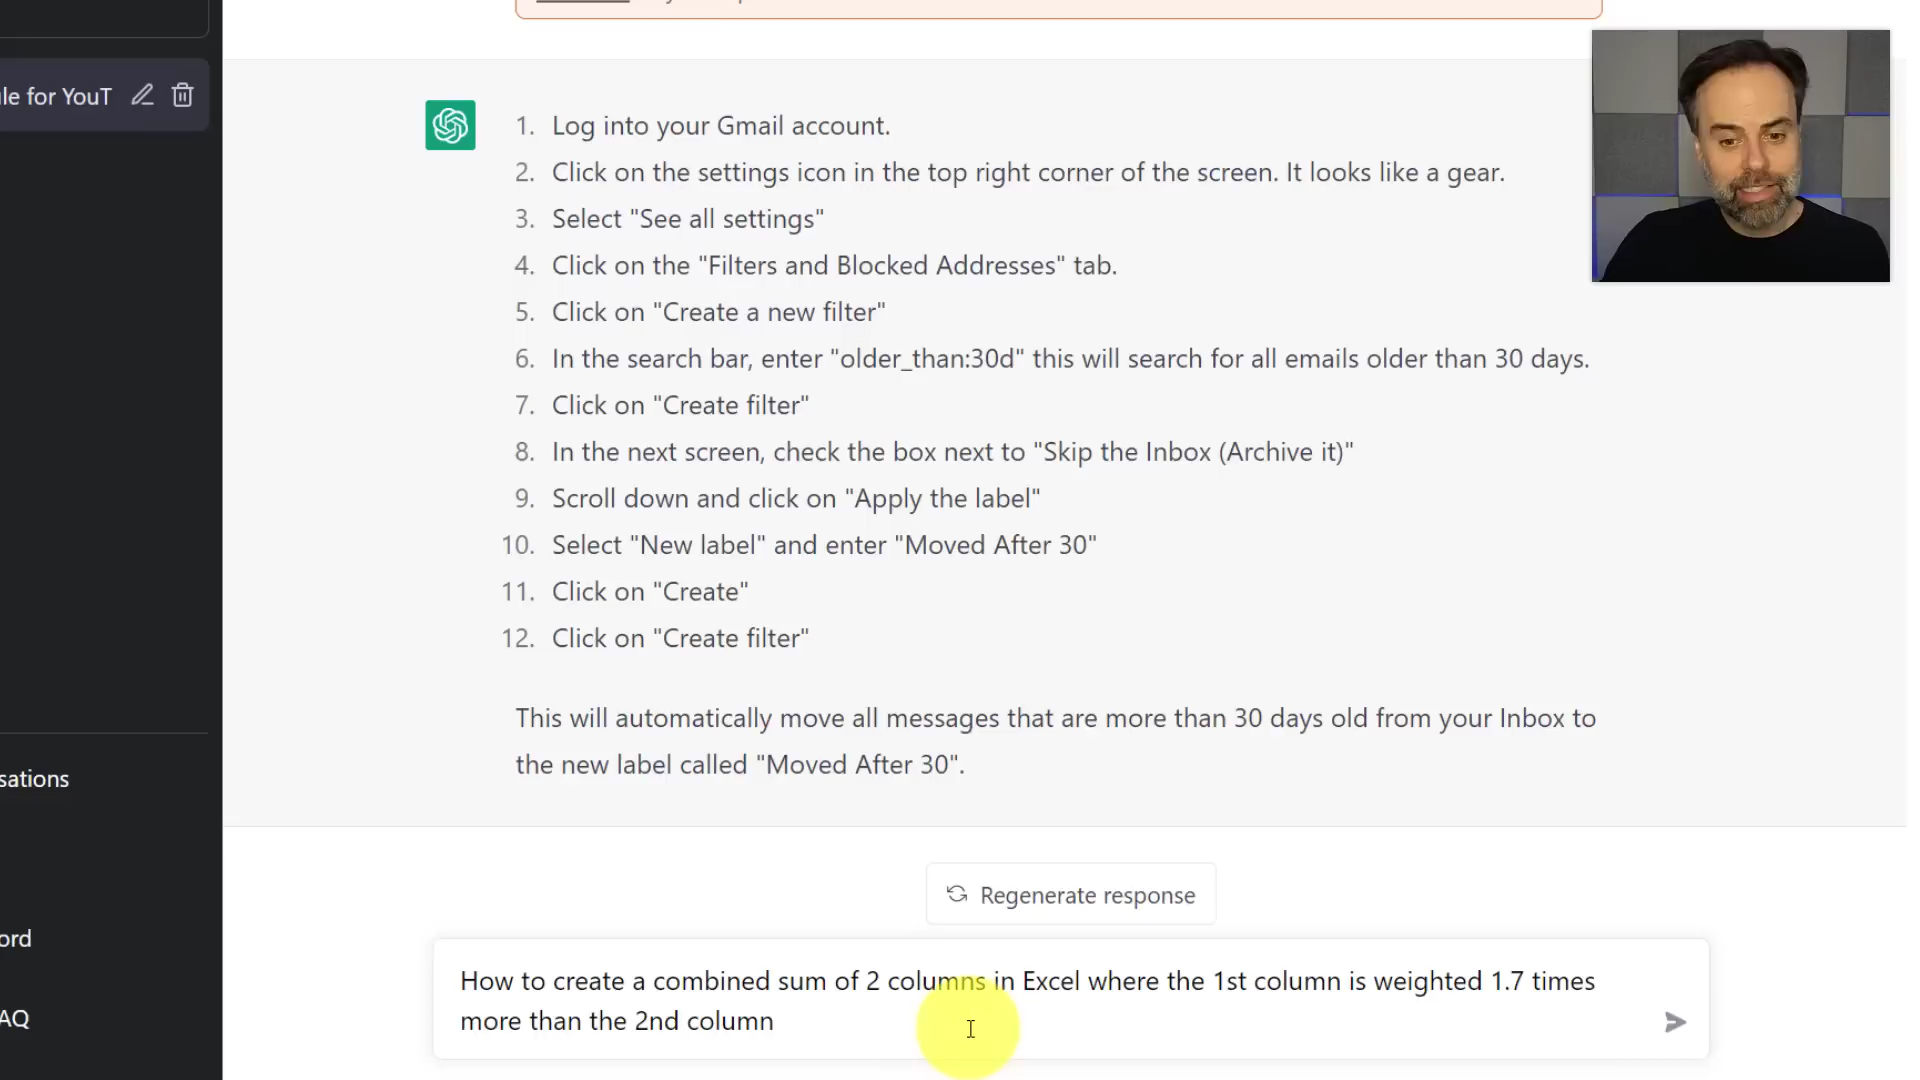 le for YouT
1. Log into your Gmail account.
2. Click on the settings icon in the top right corner of the screen. It looks like a gear.
3. Select "See all settings"
4. Click on the "Filters and Blocked Addresses" tab.
5. Click on "Create a new filter"
6. In the search bar, enter "older_than:30d" this will search for all emails older than 30 days.
7. Click on "Create filter"
8. In the next screen, check the box next to "Skip the Inbox (Archive it)"
9. Scroll down and click on "Apply the label"
10. Select "New label" and enter "Moved After 30"
11. Click on "Create"
12. Click on "Create filter"
This will automatically move all messages that are more than 30 days old from your Inbox to
the new label called "Moved After 30".
sations
ord
AQ
Regenerate response
How to create a combined sum of 2 columns in Excel where the 1st column is weighted 1.7 times
more than the 2nd column